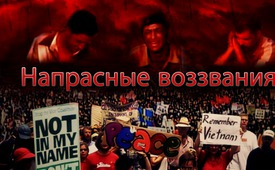 Напрасные воззвания
NOT
IN MY
NAME
Remember
Vietnam